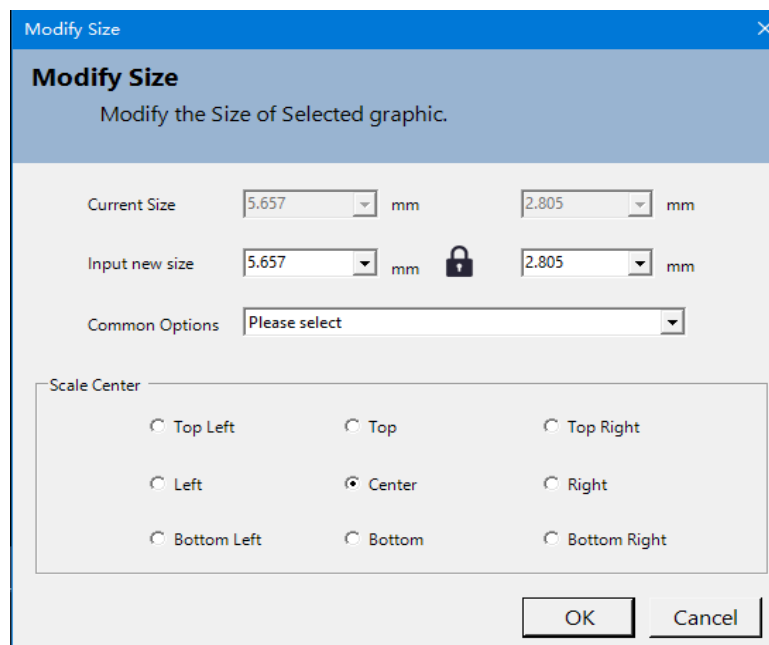 Modify Size
Modify Size
Modify the Size of Selected graphic.
Current Size 5.657 mm 2.805 mm
Input new size 5.657 mm 2.805 mm
Common Options Please select
Scale Center
Top Left Top Top Right
Left Center Right
Bottom Left Bottom Bottom Right
OK Cancel